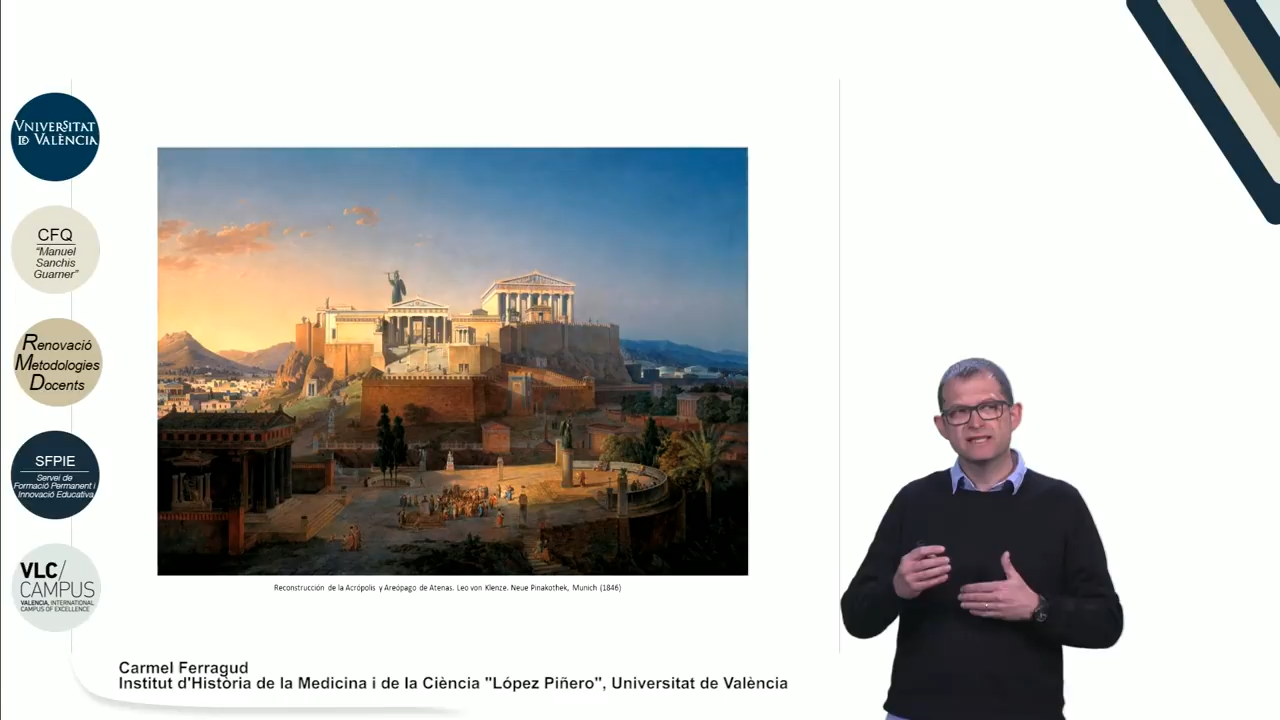 VNIVERSITAT
DE VALÈNCIA
CFQ
"Manuel
Sanchis
Guarner"
Renovació
Metodologies
Docents
SFPIE
Servei de
Formació Permanent i
Innovació Educativa
VLC/
CAMPUS
VALENCIA, INTERNATIONAL
CAMPUS OF EXCELLENCE
Reconstrucción de la Acrópolis y Areópago de Atenas. Leo von Klenze. Neue Pinakothek, Munich (1846)
Carmel Ferragud
Institut d'Història de la Medicina i de la Ciència "López Piñero", Universitat de València